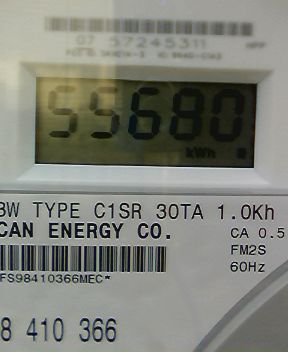 07 57245311
55680
kWh
3W TYPE C1SR 30TA 1.0Kh
CAN ENERGY CO.
CA 0.5
FM2S
60Hz
FS98410366MEC*
8 410 366